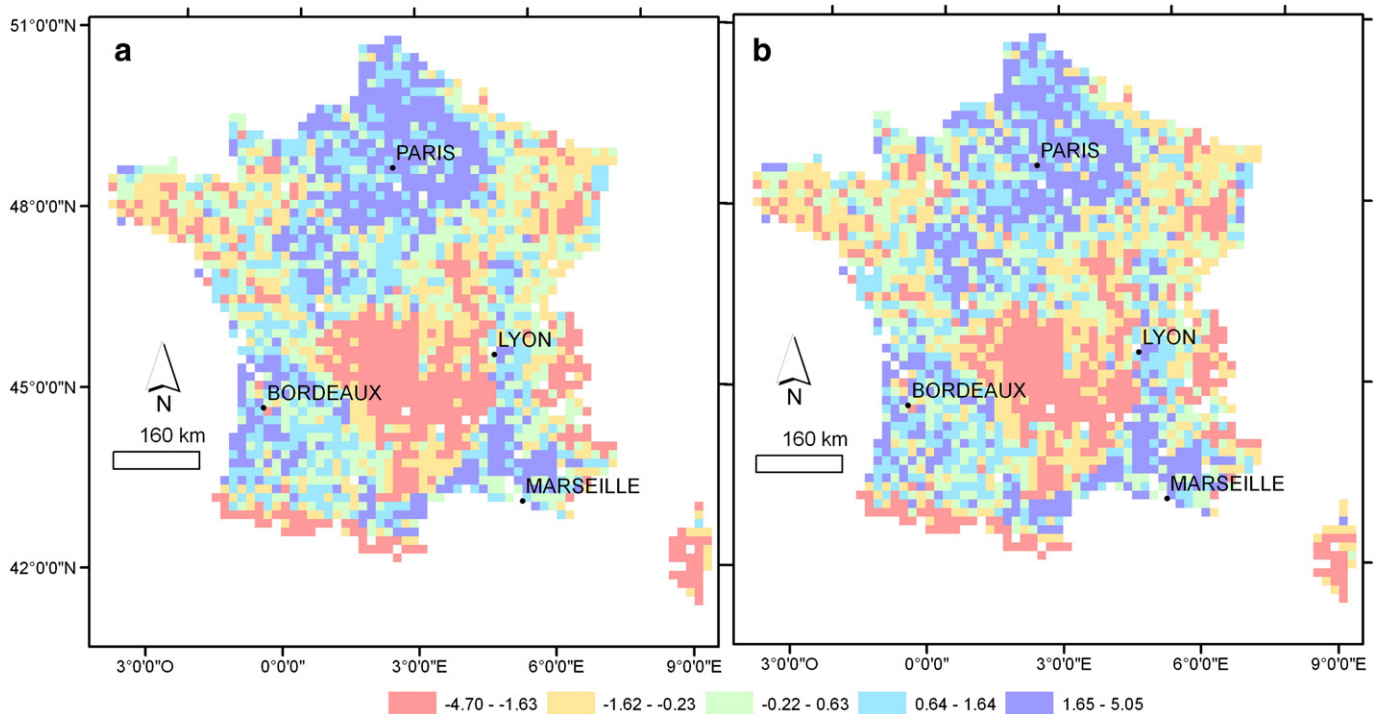 a
b
51°0'0"N
48°0'0"N
45°0'0"N
42°0'0"N
PARIS
LYON
BORDEAUX
MARSEILLE
N
160 km
PARIS
LYON
BORDEAUX
MARSEILLE
N
160 km
3°0'0"O 0°0'0" 3°0'0"E 6°0'0"E 9°0'0"E
3°0'0"O 0°0'0" 3°0'0"E 6°0'0"E 9°0'0"E
-4.70 - -1.63 -1.62 - -0.23 -0.22 - 0.63 0.64 - 1.64 1.65 - 5.05